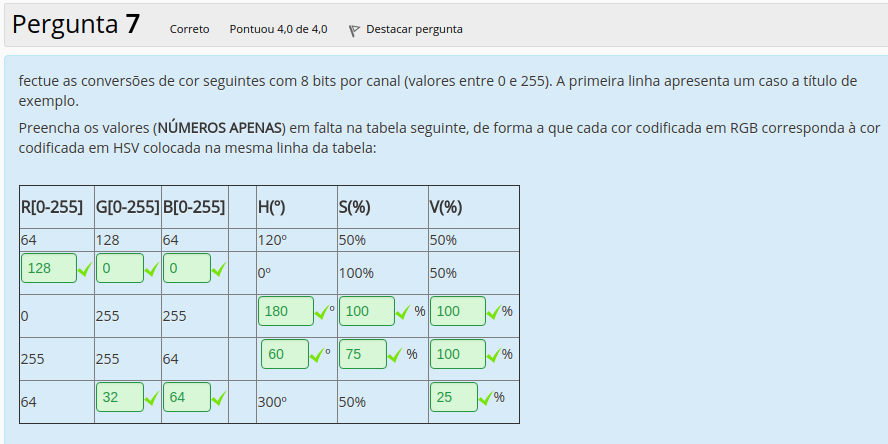 Pergunta 7 Correto Pontuou 4,0 de 4,0 Destacar pergunta
fectue as conversões de cor seguintes com 8 bits por canal (valores entre 0 e 255). A primeira linha apresenta um caso a título de
exemplo.
Preencha os valores (NÚMEROS APENAS) em falta na tabela seguinte, de forma a que cada cor codificada em RGB corresponda à cor
codificada em HSV colocada na mesma linha da tabela:
R[0-255] G[0-255] B[0-255] H(º) S(%) V(%)
64 128 64 120º 50% 50%
128 0 0 0º 100% 50%
0 255 255 180 º 100 % 100 %
255 255 64 60 º 75 % 100 %
64 32 64 300º 50% 25 %